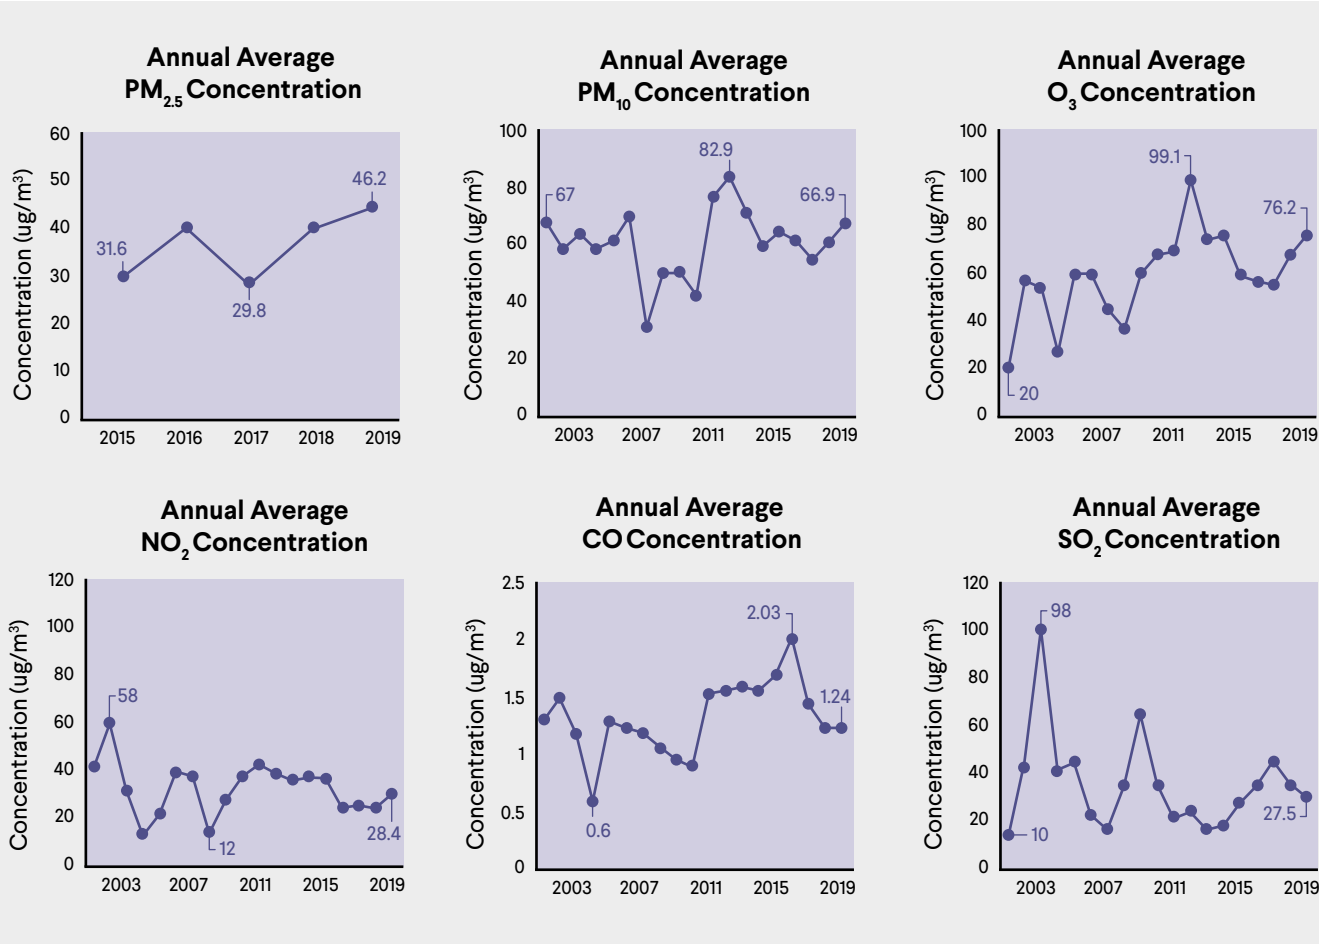 Annual Average
PM2.5 Concentration
Concentration (ug/m3)
60
50
40
30
20
10
0
31.6
29.8
46.2
2015 2016 2017 2018 2019
Annual Average
PM10 Concentration
Concentration (ug/m3)
100
80
60
40
20
0
67
82.9
66.9
2003 2007 2011 2015 2019
Annual Average
O3 Concentration
Concentration (ug/m3)
100
100
80
60
40
20
0
20
99.1
76.2
2003 2007 2011 2015 2019
Annual Average
NO2 Concentration
Concentration (ug/m3)
120
100
80
60
40
20
0
58
12
28.4
2003 2007 2011 2015 2019
Annual Average
CO Concentration
Concentration (ug/m3)
2.5
2
1.5
1
0.5
0
0.6
2.03
1.24
2003 2007 2011 2015 2019
Annual Average
SO2 Concentration
Concentration (ug/m3)
120
100
80
60
40
20
0
10
98
27.5
2003 2007 2011 2015 2019